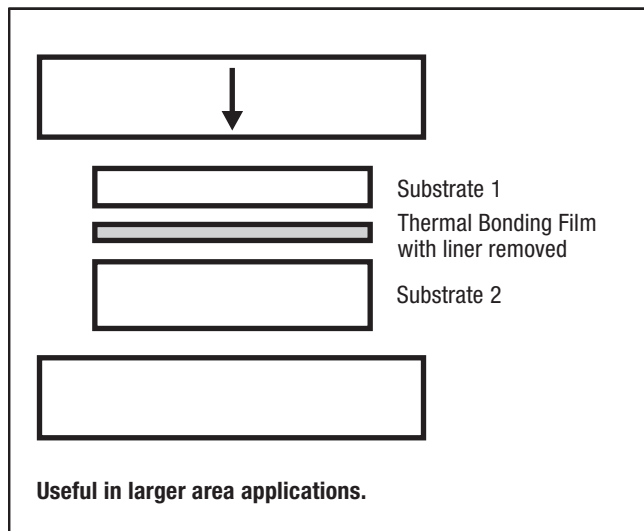 Substrate 1
Thermal Bonding Film
with liner removed
Substrate 2
Useful in larger area applications.